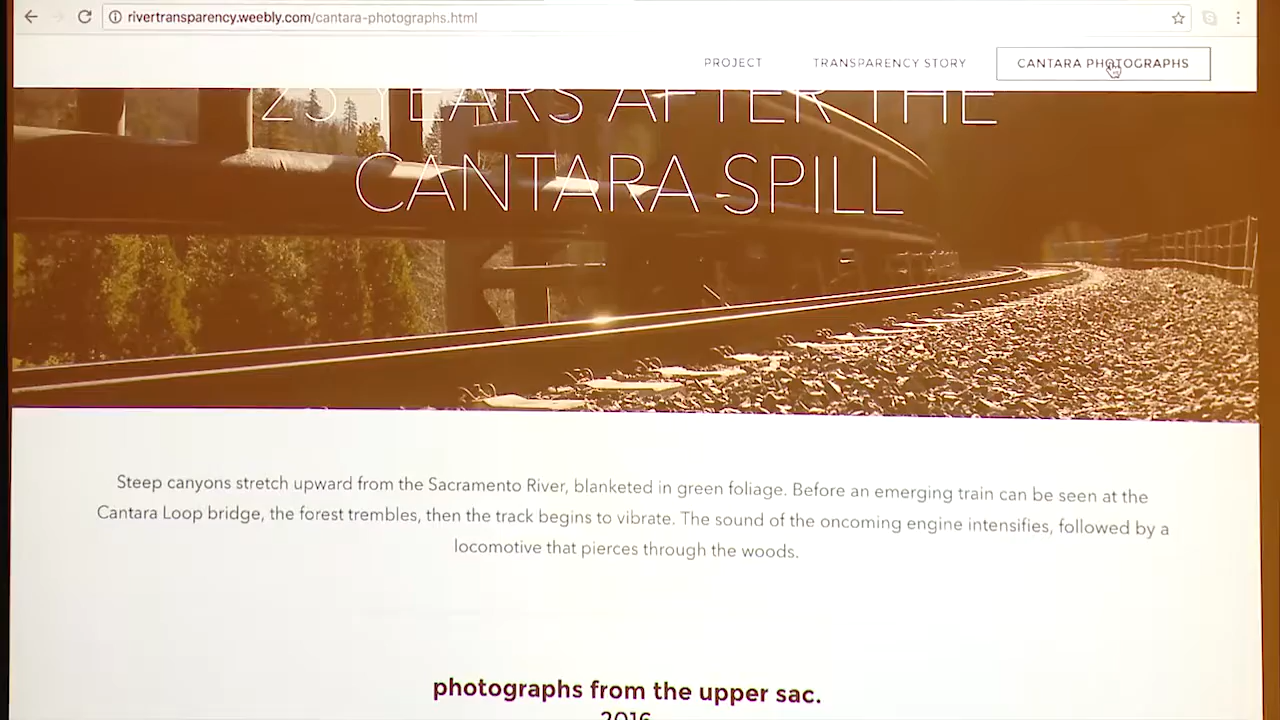 rivertransparency.weebly.com/cantara-photographs.html
PROJECT TRANSPARENCY STORY CANTARA PHOTOGRAPHS
25 YEARS AFTER THE
CANTARA SPILL
Steep canyons stretch upward from the Sacramento River, blanketed in green foliage. Before an emerging train can be seen at the
Cantara Loop bridge, the forest trembles, then the track begins to vibrate. The sound of the oncoming engine intensifies, followed by a
locomotive that pierces through the woods.
photographs from the upper sac.
2016